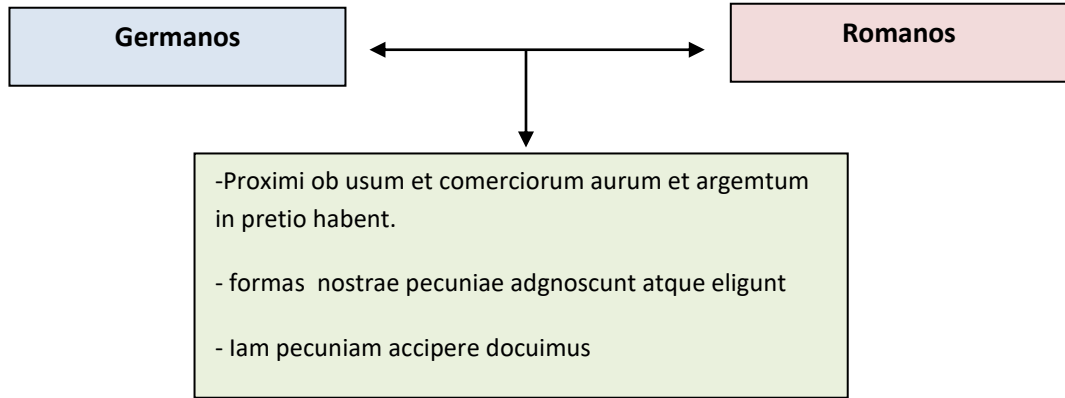 Germanos
Romanos
-Proximi ob usum et comerciorum aurum et argemtum
in pretio habent.
- formas nostrae pecuniae adgnoscunt atque eligunt
- Iam pecuniam accipere docuimus